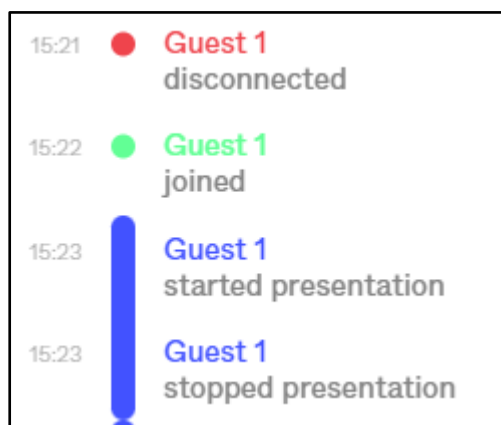 15:21 Guest 1
disconnected
15:22 Guest 1
joined
15:23 Guest 1
started presentation
15:23 Guest 1
stopped presentation